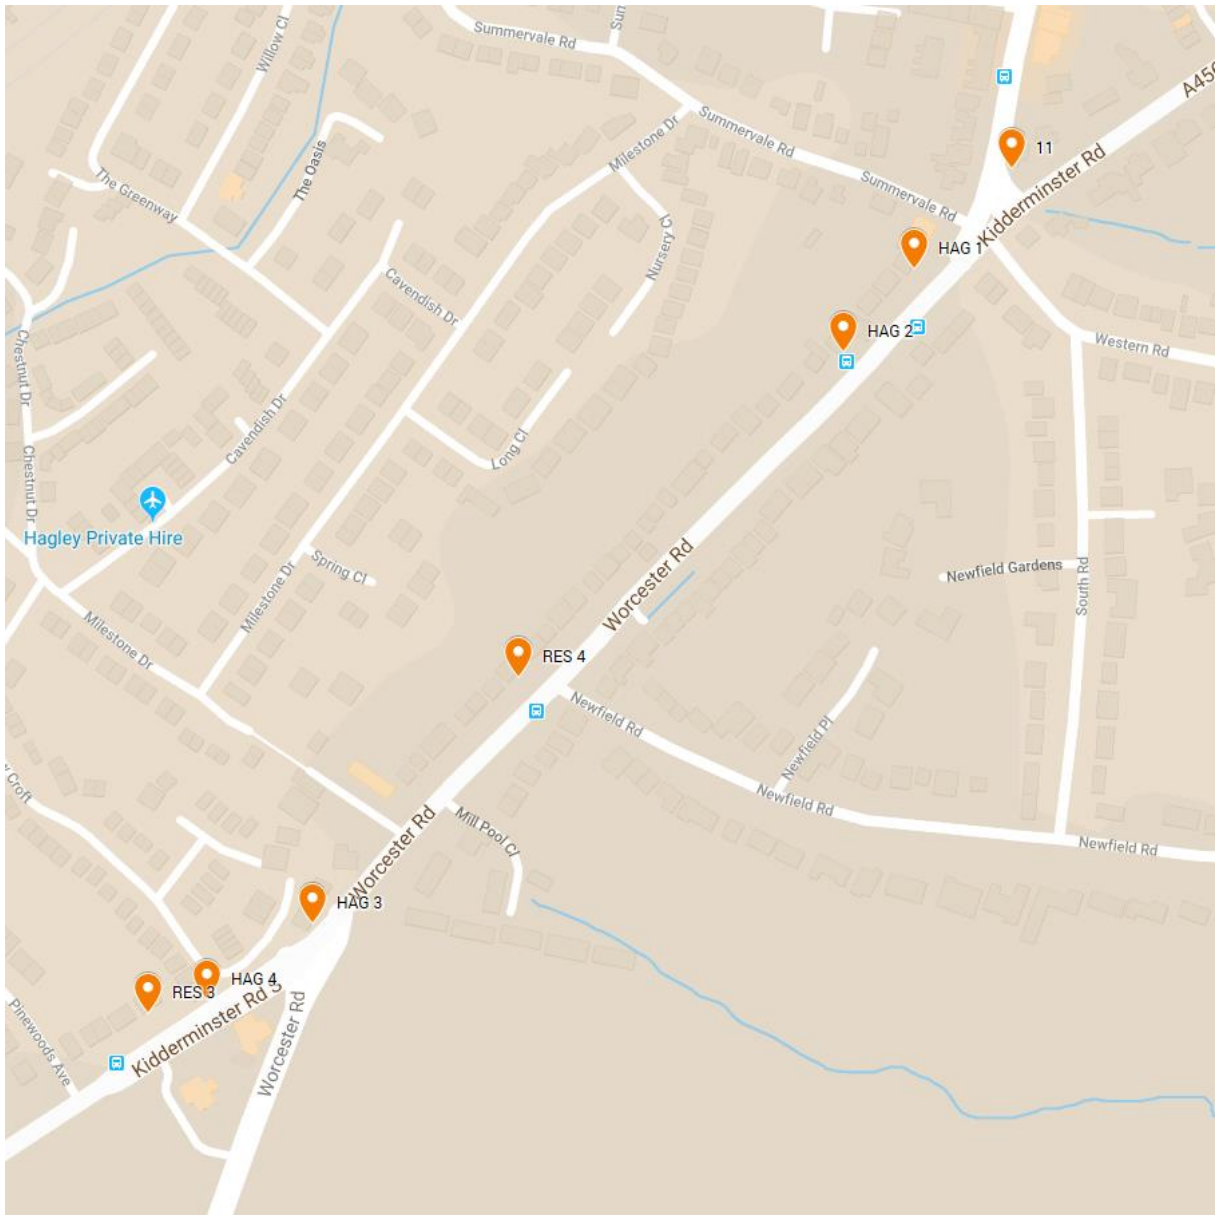 Summervale Rd
Willow Cl
A456
Summervale Rd
Milestone Dr
11
The Oasis
The Greenway
Summervale Rd
Kidderminster Rd
Nursery Cl
HAG 1
Cavendish Dr
HAG 2
Chestnut Dr
Western Rd
Cavendish Dr
Long Cl
Chestnut Dr
Hagley Private Hire
Spring Cl
Worcester Rd
Newfield Gardens
South Rd
Milestone Dr
Milestone Dr
RES 4
Newfield Rd
Newfield Pl
Croft
Newfield Rd
Mill Pool Cl
Newfield Rd
Worcester Rd
HAG 3
HAG 4
RES 3
Kidderminster Rd S
Pinewoods Ave
Worcester Rd